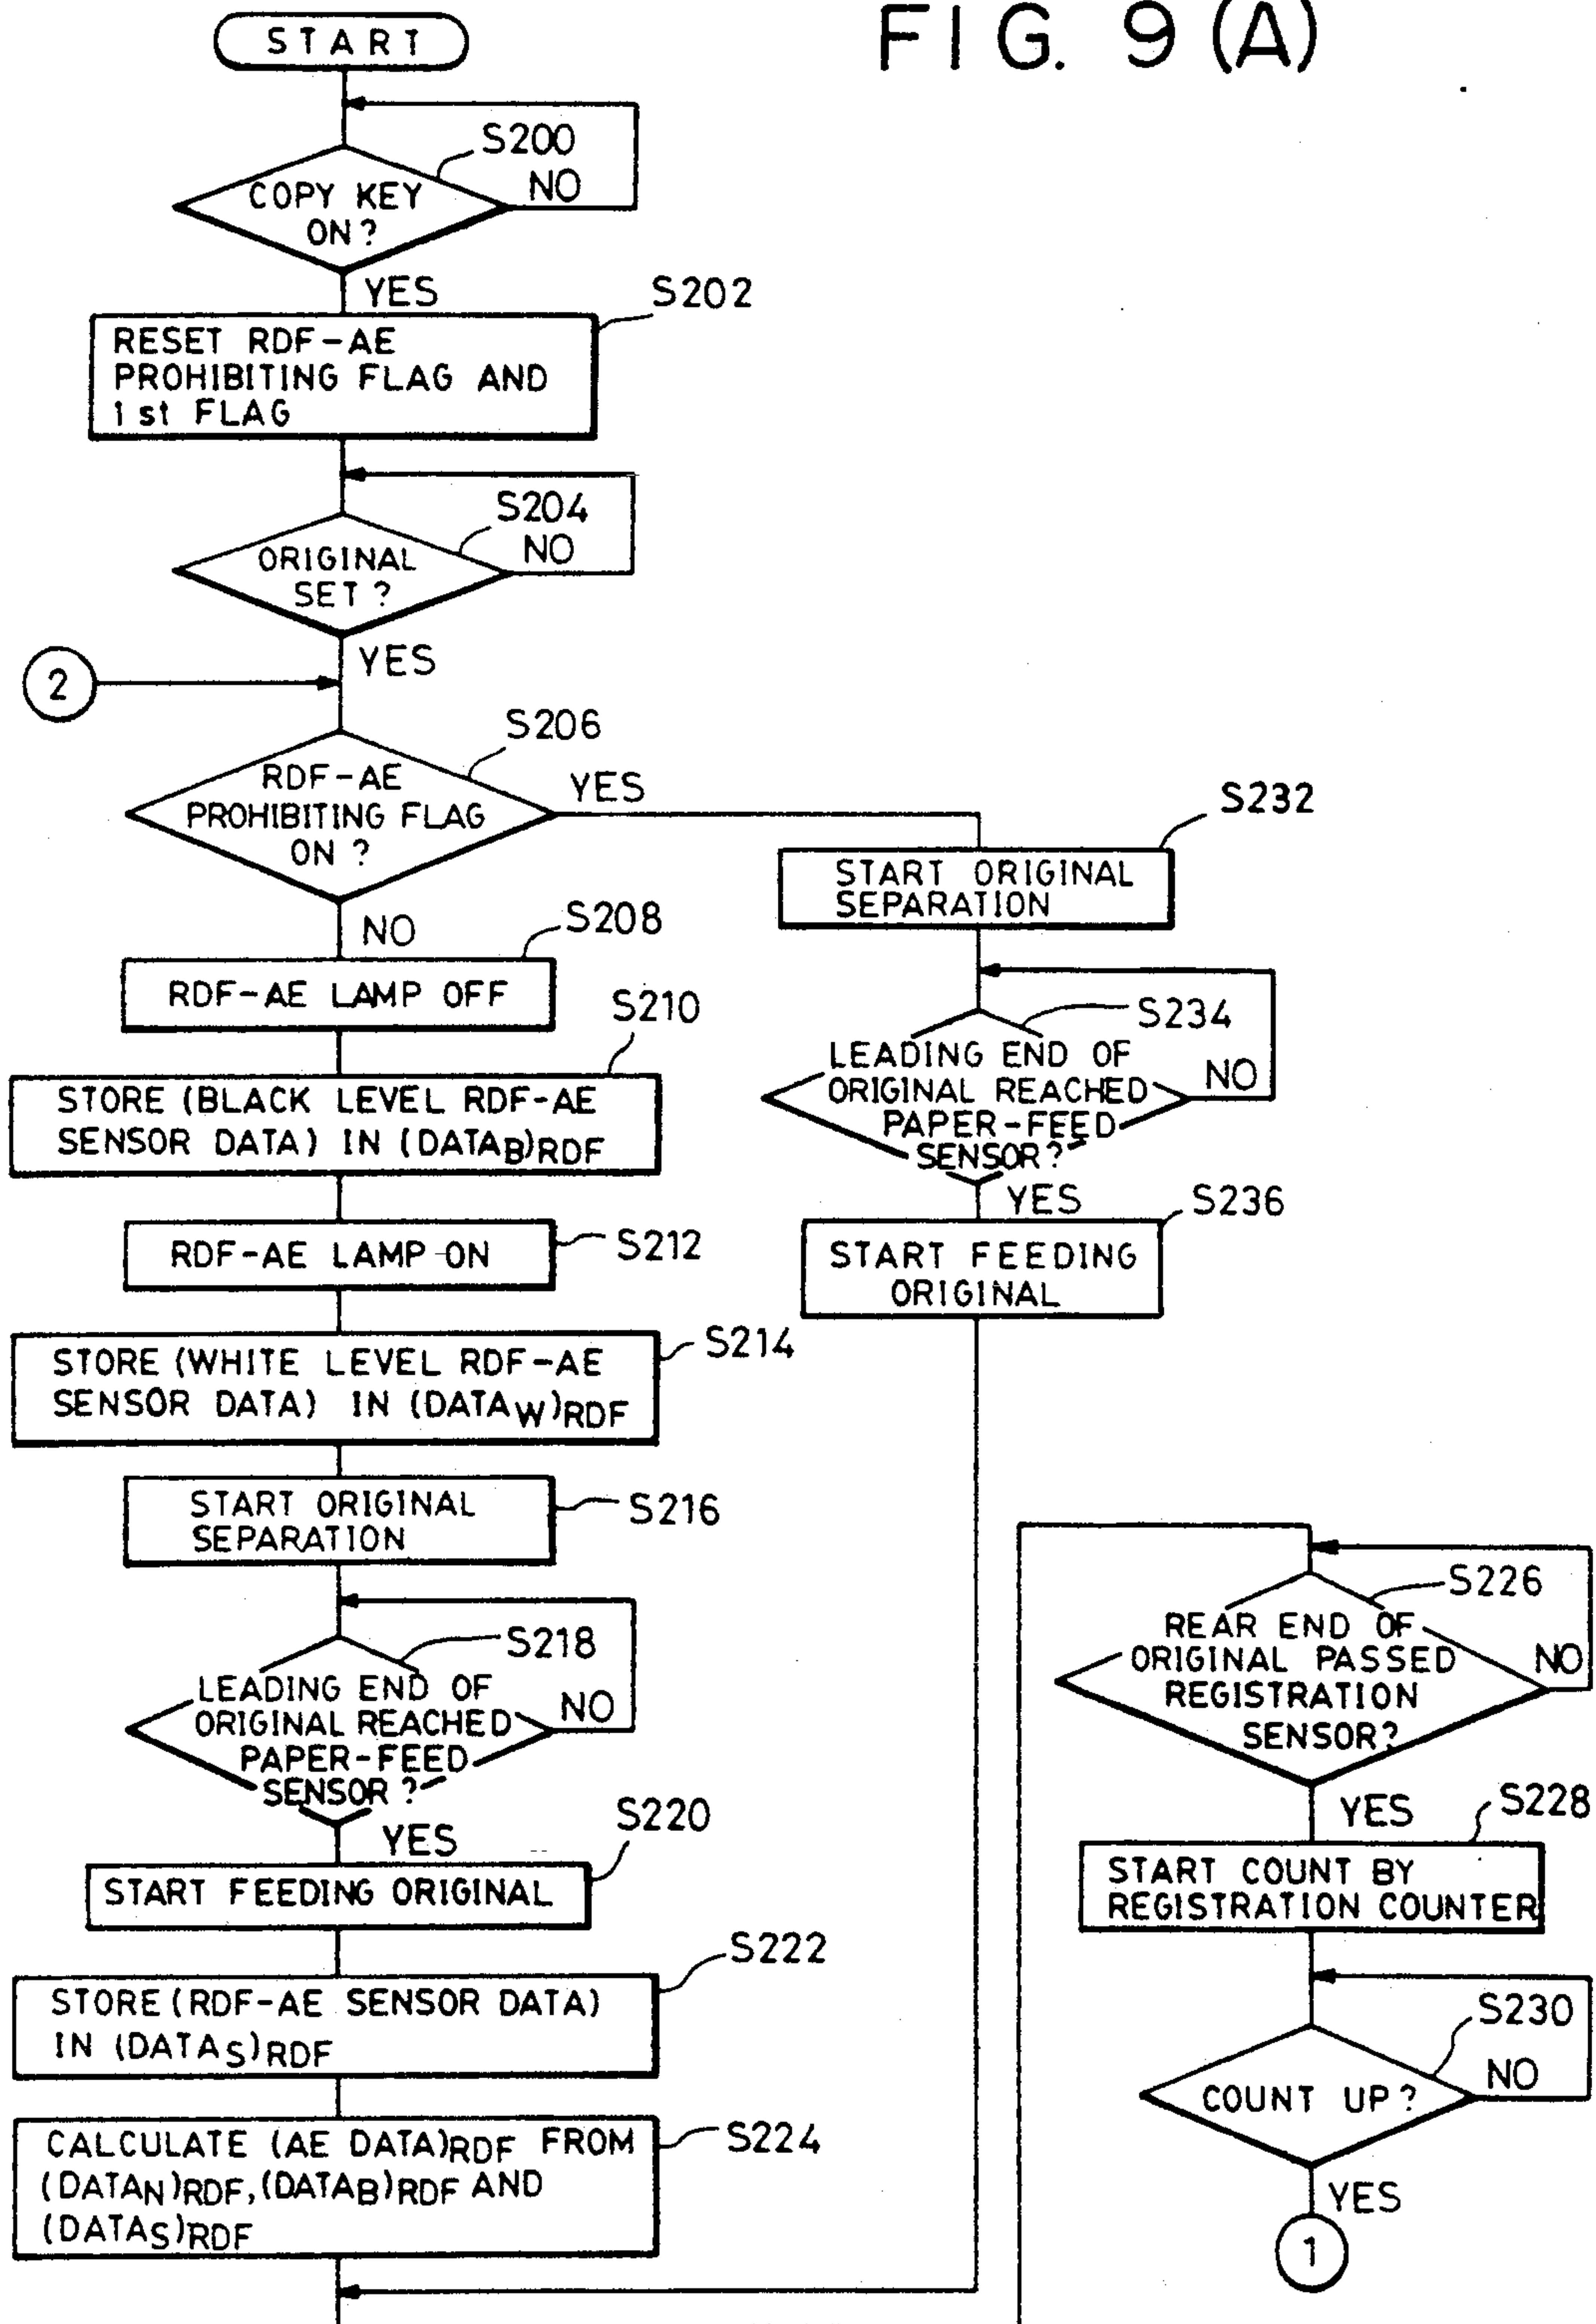 FIG. 9 (A)
START
S200
COPY KEY
ON?
NO
YES
S202
RESET RDF-AE
PROHIBITING FLAG AND
1st FLAG
S204
ORIGINAL
SET?
NO
YES
2
S206
RDF-AE
PROHIBITING FLAG
ON?
YES
NO
S208
RDF-AE LAMP OFF
S210
STORE (BLACK LEVEL RDF-AE
SENSOR DATA) IN (DATAB)RDF
RDF-AE LAMP ON
S212
STORE (WHITE LEVEL RDF-AE
SENSOR DATA) IN (DATAW)RDF
S214
START ORIGINAL
SEPARATION
S216
S218
LEADING END OF
ORIGINAL REACHED
PAPER-FEED
SENSOR?
NO
YES
S220
START FEEDING ORIGINAL
S222
STORE (RDF-AE SENSOR DATA)
IN (DATAS)RDF
S224
CALCULATE (AE DATA)RDF FROM
(DATAN)RDF, (DATAB)RDF AND
(DATAS)RDF
S232
START ORIGINAL
SEPARATION
S234
LEADING END OF
ORIGINAL REACHED
PAPER-FEED
SENSOR?
NO
YES
S236
START FEEDING
ORIGINAL
S226
REAR END OF
ORIGINAL PASSED
REGISTRATION
SENSOR?
NO
YES
S228
START COUNT BY
REGISTRATION COUNTER
S230
COUNT UP?
NO
YES
1